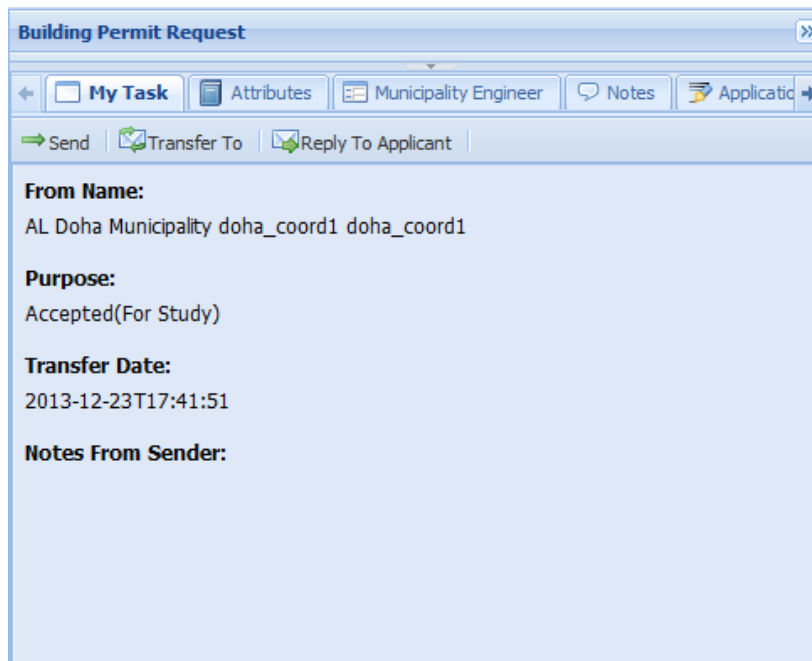 Building Permit Request
My Task Attributes Municipality Engineer Notes Applicatio
Send Transfer To Reply To Applicant
From Name:
AL Doha Municipality doha_coord1 doha_coord1
Purpose:
Accepted(For Study)
Transfer Date:
2013-12-23T17:41:51
Notes From Sender: